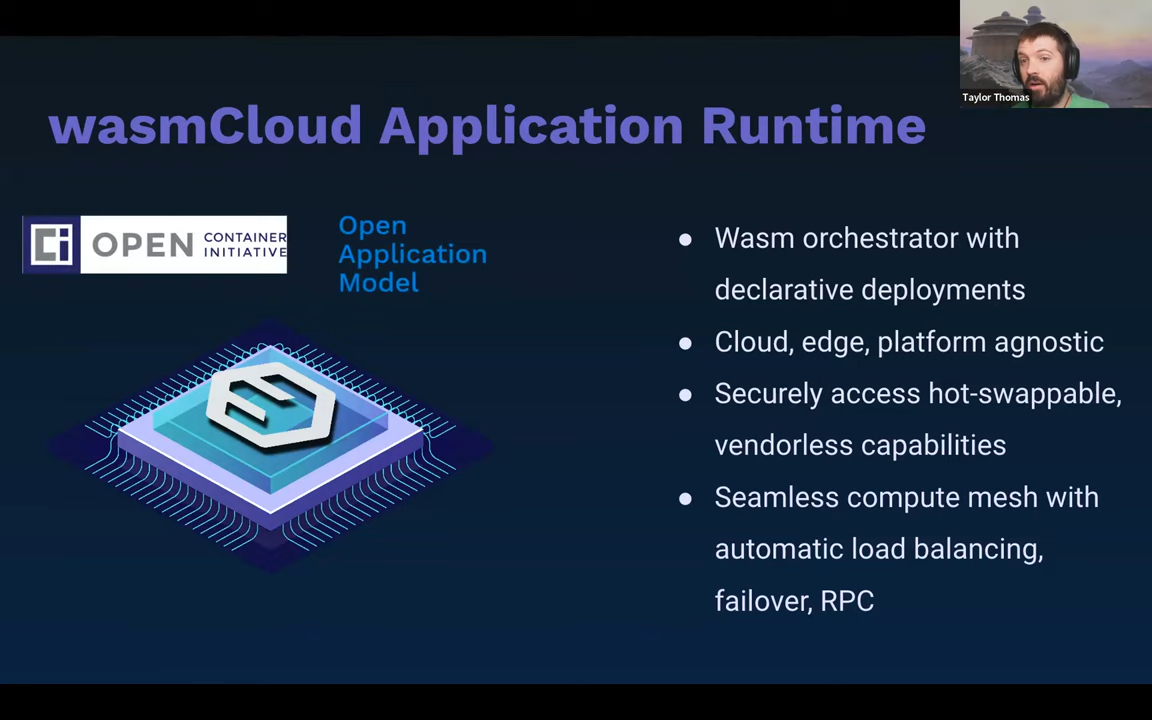 Taylor Thomas
wasmCloud Application Runtime
OPEN CONTAINER
INITIATIVE
Open
Application
Model
● Wasm orchestrator with
declarative deployments
● Cloud, edge, platform agnostic
● Securely access hot-swappable,
vendorless capabilities
● Seamless compute mesh with
automatic load balancing,
failover, RPC